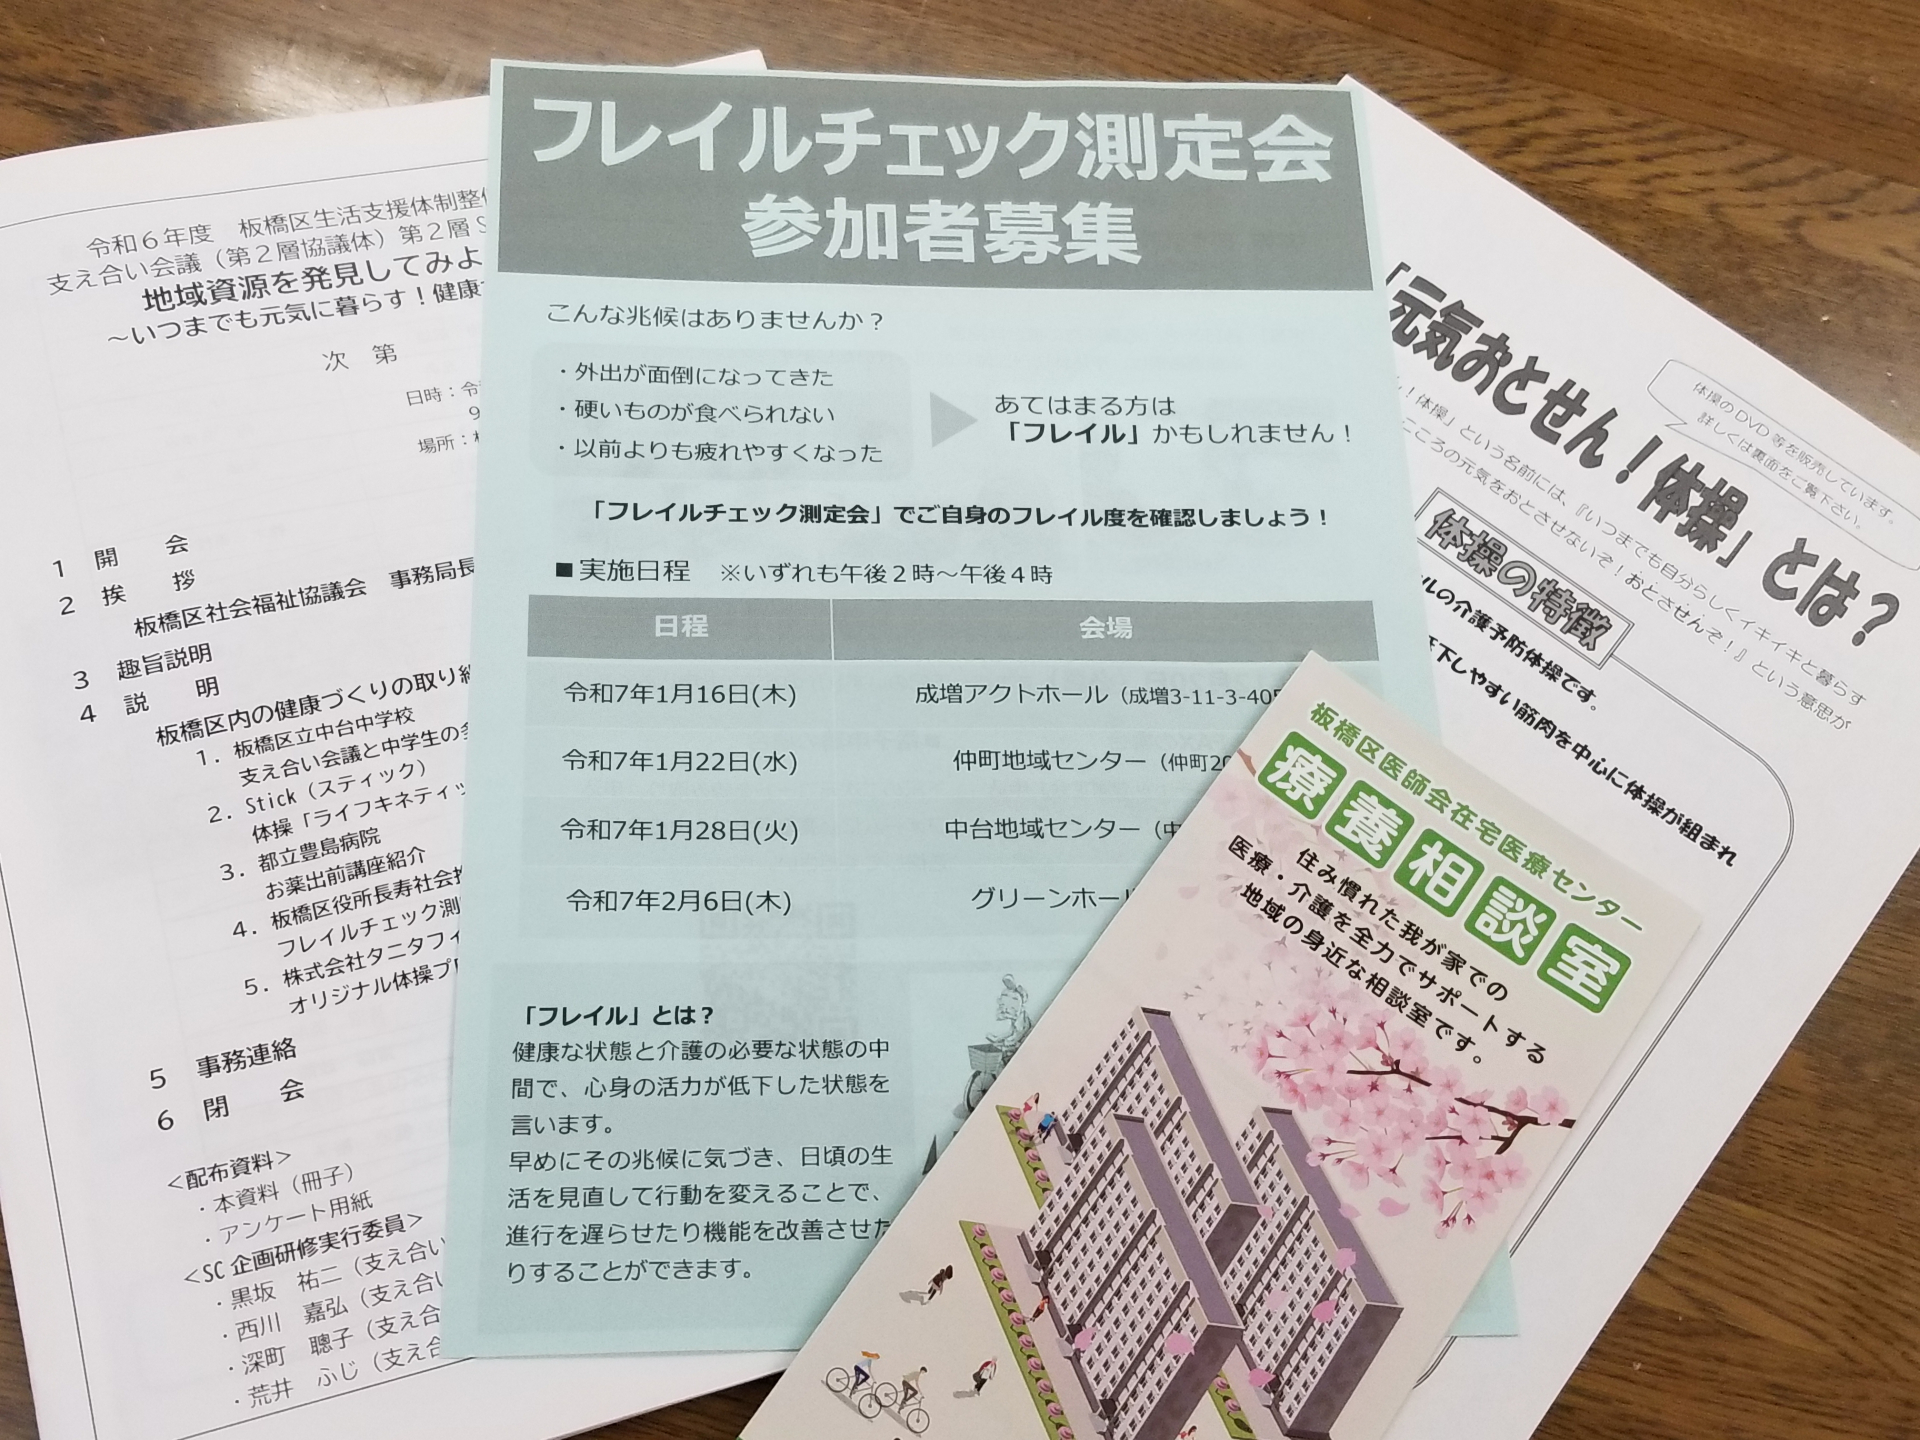 令和６年度　板橋区生活支援体制整
支え合い会議（第２層協議体）第２層
地域資源を発見してみよ
～いつまでも元気に暮らす！健康
次　第
日時：令
9
場所：
1　開　　会
2　挨　　拶
板橋区社会福祉協議会　事務局長
3　趣旨説明
4　説　　明
板橋区内の健康づくりの取り
1．板橋区立中台中学校
支え合い会議と中学生の
2．Stick（スティック）
体操「ライフキネティッ
3．都立豊島病院
お薬出前講座紹介
4．板橋区役所長寿社会
フレイルチェック測
5．株式会社タニタフィ
オリジナル体操プ
5　事務連絡
6　閉　　会
＜配布資料＞
・本資料（冊子）
・アンケート用紙
＜SC企画研修実行委員＞
・黒坂　祐二（支え合い
・西川　嘉弘（支え合い
・深町　聰子（支え合
・荒井　ふじ（支え合
フレイルチェック測定会
参加者募集
こんな兆候はありませんか？
・外出が面倒になってきた
・硬いものが食べられない
・以前よりも疲れやすくなった
あてはまる方は
「フレイル」かもしれません！
「フレイルチェック測定会」でご自身のフレイル度を確認しましょう！
■実施日程　※いずれも午後２時～午後４時
日程　会場
令和7年1月16日(木)　成増アクトホール（成増3-11-3-405
令和7年1月22日(水)　仲町地域センター（仲町20
令和7年1月28日(火)　中台地域センター（中
令和7年2月6日(木)　グリーンホー
「フレイル」とは？
健康な状態と介護の必要な状態の中
間で、心身の活力が低下した状態を
言います。
早めにその兆候に気づき、日頃の生
活を見直して行動を変えることで、
進行を遅らせたり機能を改善させた
りすることができます。
「元気おとせん！体操」とは？
体操のDVD等を販売しています。
詳しくは裏面をご覧下さい。
！体操」という名前には、『いつまでも自分らしくイキイキと暮らす
こころの元気をおとさせないぞ！おとさせんぞ！』という意思が
体操の特徴
ルの介護予防体操です。
下しやすい筋肉を中心に体操が組まれ
板橋区医師会在宅医療センター
療養相談室
住み慣れた我が家での
医療・介護を全力でサポートする
地域の身近な相談室です。